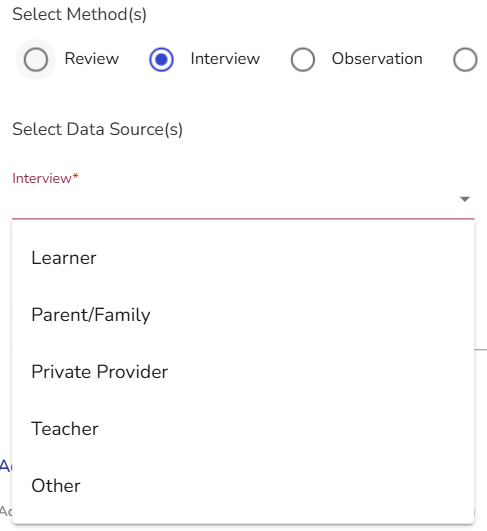 Select Method(s)
Review Interview Observation
Select Data Source(s)
Interview*
Learner
Parent/Family
Private Provider
Teacher
Other